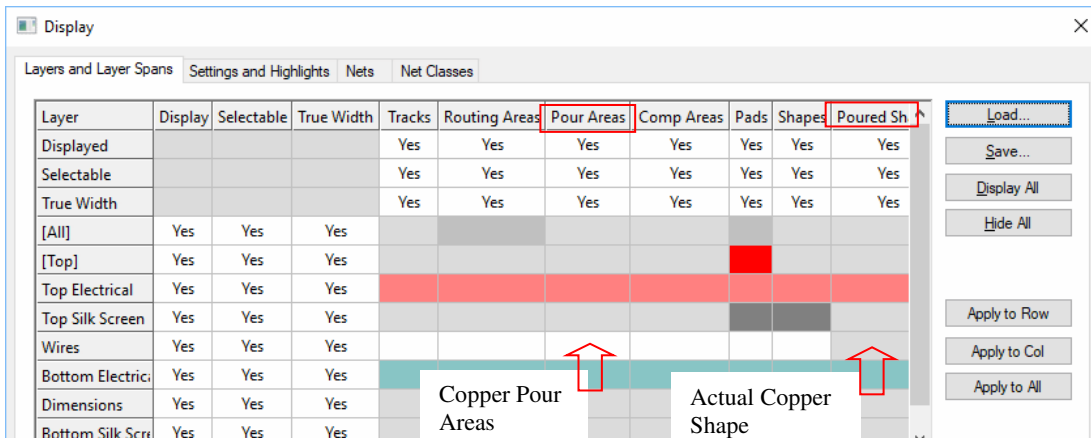 Display
Layers and Layer Spans Settings and Highlights Nets Net Classes
Layer Display Selectable True Width Tracks Routing Areas Pour Areas Comp Areas Pads Shapes Poured Sh
Load...
Displayed Yes Yes Yes Yes Yes Yes Yes
Save...
Selectable Yes Yes Yes Yes Yes Yes Yes
Display All
True Width Yes Yes Yes Yes Yes Yes Yes
Hide All
[All] Yes Yes Yes
[Top] Yes Yes Yes
Top Electrical Yes Yes Yes
Top Silk Screen Yes Yes Yes
Apply to Row
Wires Yes Yes Yes
Apply to Col
Bottom Electrica Yes Yes Yes
Apply to All
Dimensions Yes Yes Yes
Bottom Silk Scre Yes Yes Yes
Copper Pour
Areas
Actual Copper
Shape